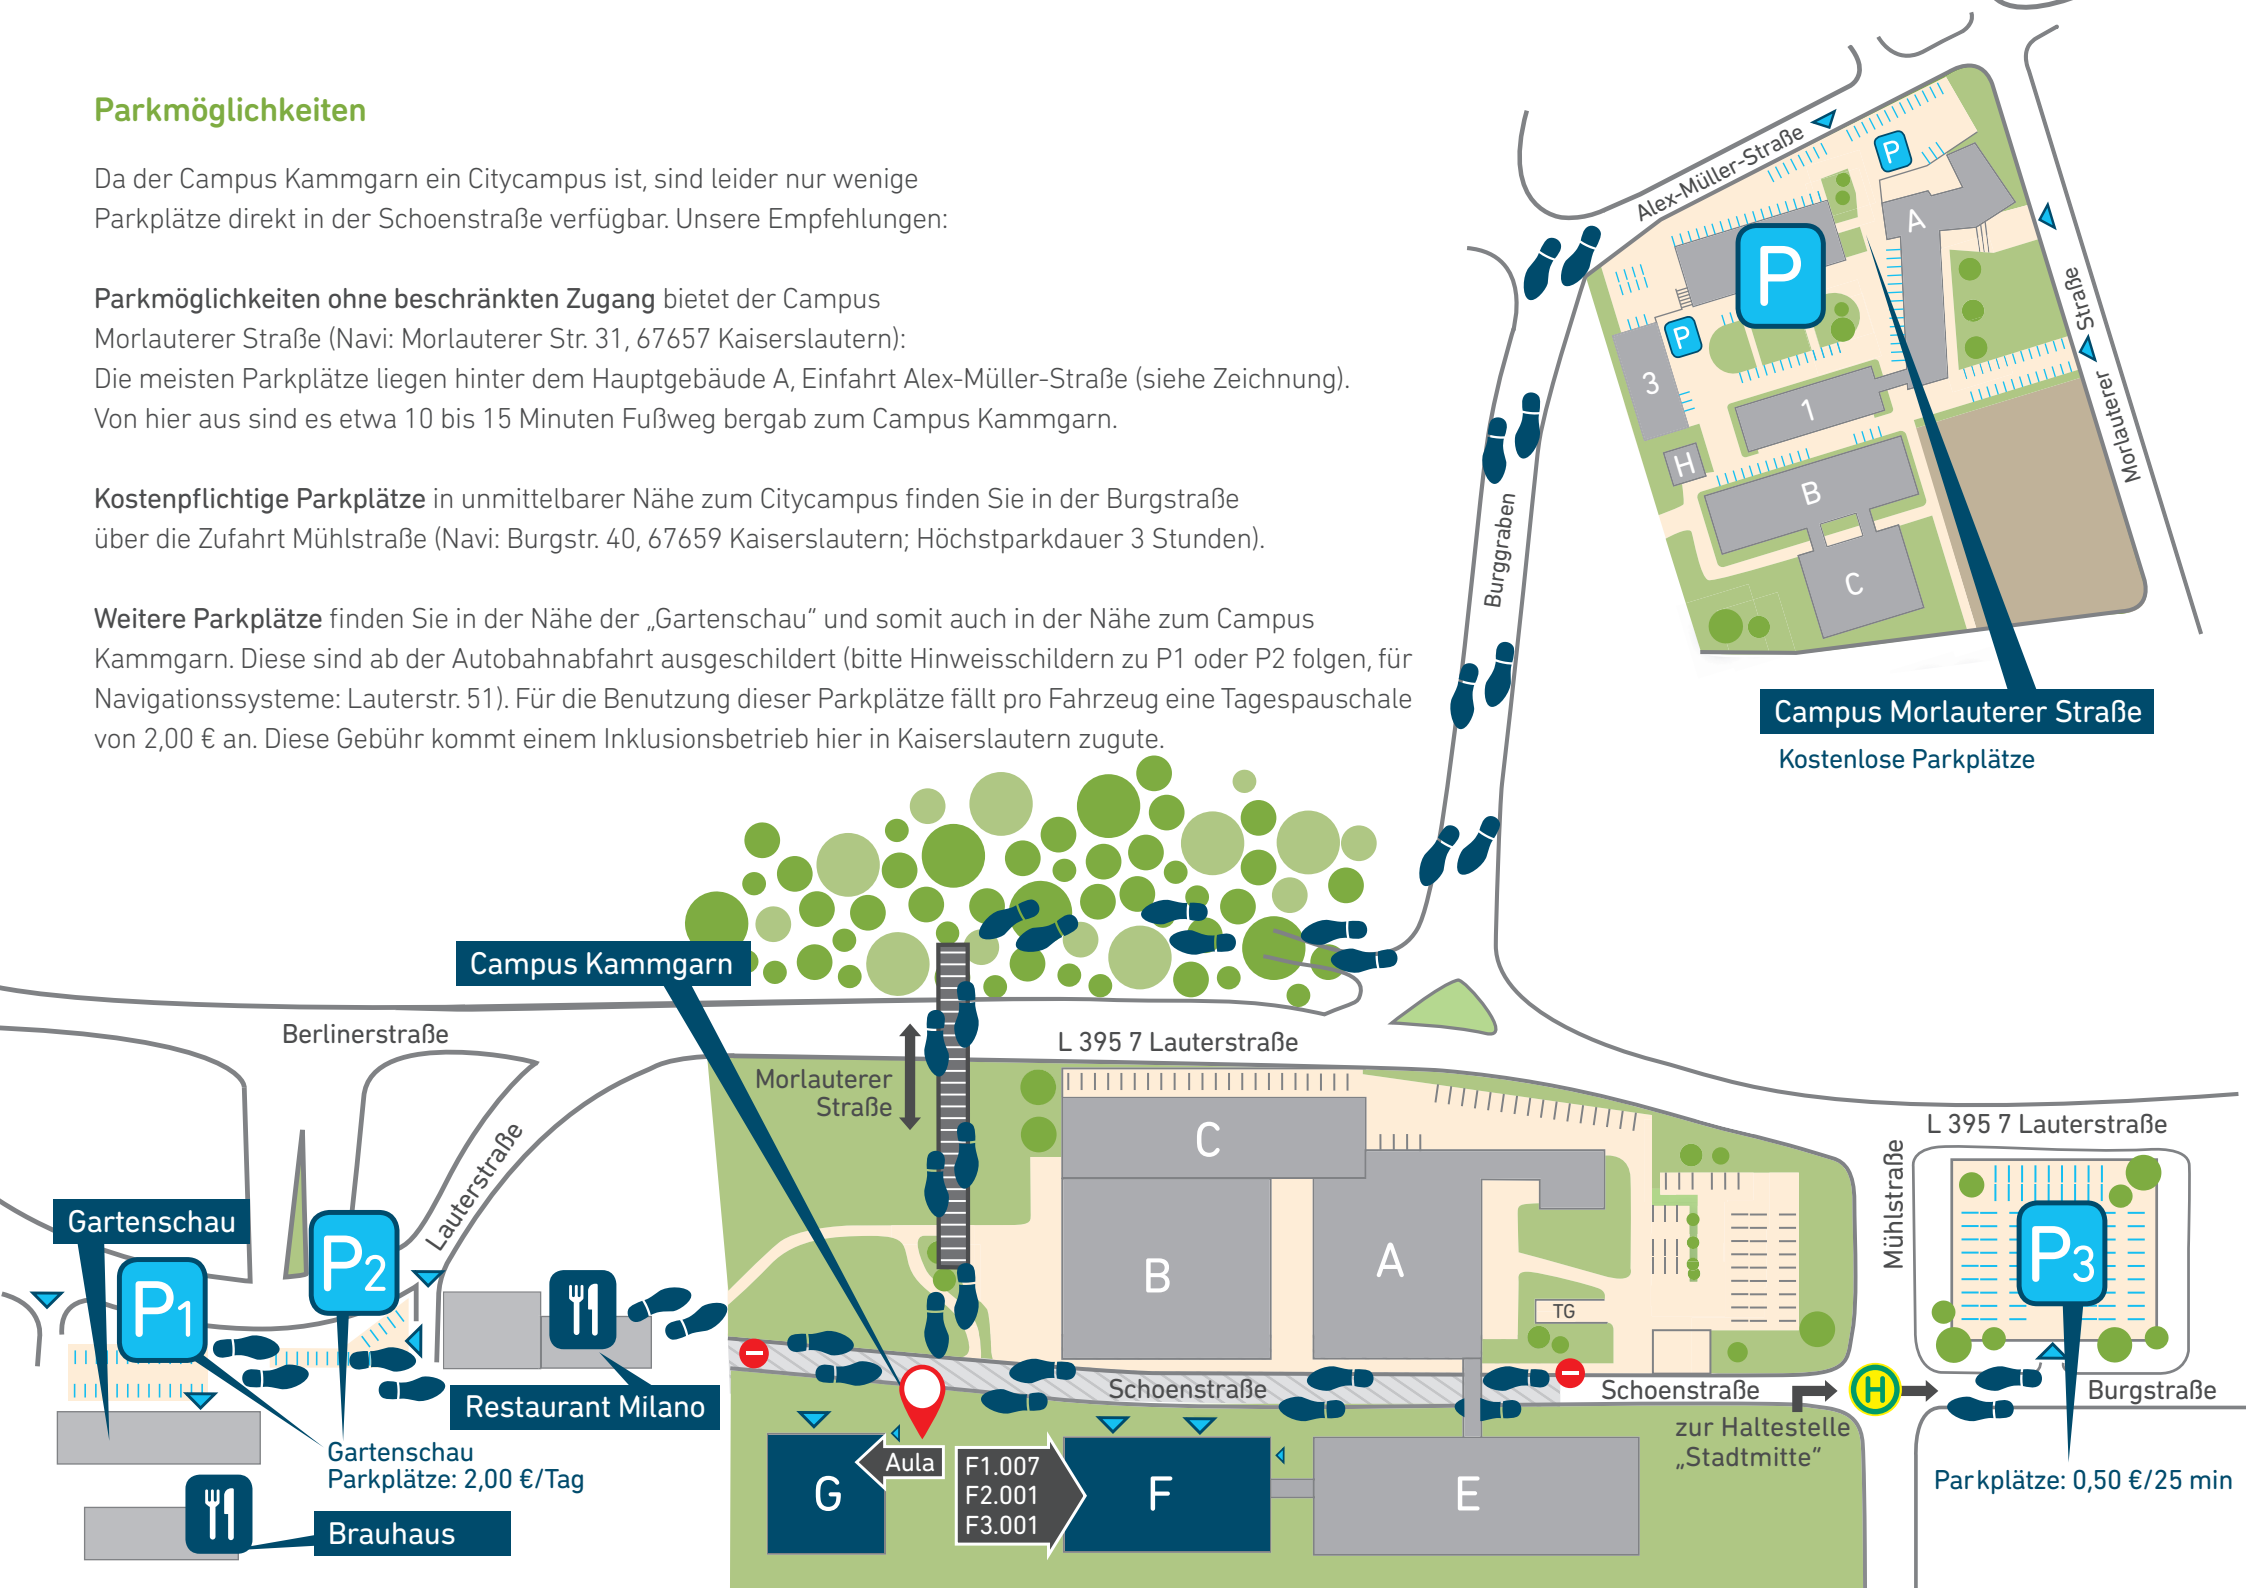 Parkmöglichkeiten
Da der Campus Kammgarn ein Citycampus ist, sind leider nur wenige
Parkplätze direkt in der Schoenstraße verfügbar. Unsere Empfehlungen:
Parkmöglichkeiten ohne beschränkten Zugang bietet der Campus
Morlauterer Straße (Navi: Morlauterer Str. 31, 67657 Kaiserslautern):
Die meisten Parkplätze liegen hinter dem Hauptgebäude A, Einfahrt Alex-Müller-Straße (siehe Zeichnung).
Von hier aus sind es etwa 10 bis 15 Minuten Fußweg bergab zum Campus Kammgarn.
Kostenpflichtige Parkplätze in unmittelbarer Nähe zum Citycampus finden Sie in der Burgstraße
über die Zufahrt Mühlstraße (Navi: Burgstr. 40, 67659 Kaiserslautern; Höchstparkdauer 3 Stunden).
Weitere Parkplätze finden Sie in der Nähe der „Gartenschau“ und somit auch in der Nähe zum Campus
Kammgarn. Diese sind ab der Autobahnabfahrt ausgeschildert (bitte Hinweisschildern zu P1 oder P2 folgen, für
Navigationssysteme: Lauterstr. 51). Für die Benutzung dieser Parkplätze fällt pro Fahrzeug eine Tagespauschale
von 2,00 € an. Diese Gebühr kommt einem Inklusionsbetrieb hier in Kaiserslautern zugute.
Alex-Müller-Straße
P
A
P
P
3
1
H
B
C
Morlauterer Straße
Burggraben
Campus Morlauterer Straße
Kostenlose Parkplätze
Campus Kammgarn
Berlinerstraße
L 395 7 Lauterstraße
Morlauterer
Straße
Lauterstraße
C
B
A
TG
L 395 7 Lauterstraße
Mühlstraße
P3
Gartenschau
P1
P2
Restaurant Milano
Schoenstraße
Schoenstraße
H
Burgstraße
zur Haltestelle
„Stadtmitte“
Gartenschau
Parkplätze: 2,00 €/Tag
Parkplätze: 0,50 €/25 min
Brauhaus
G
Aula
F1.007
F2.001
F3.001
F
E